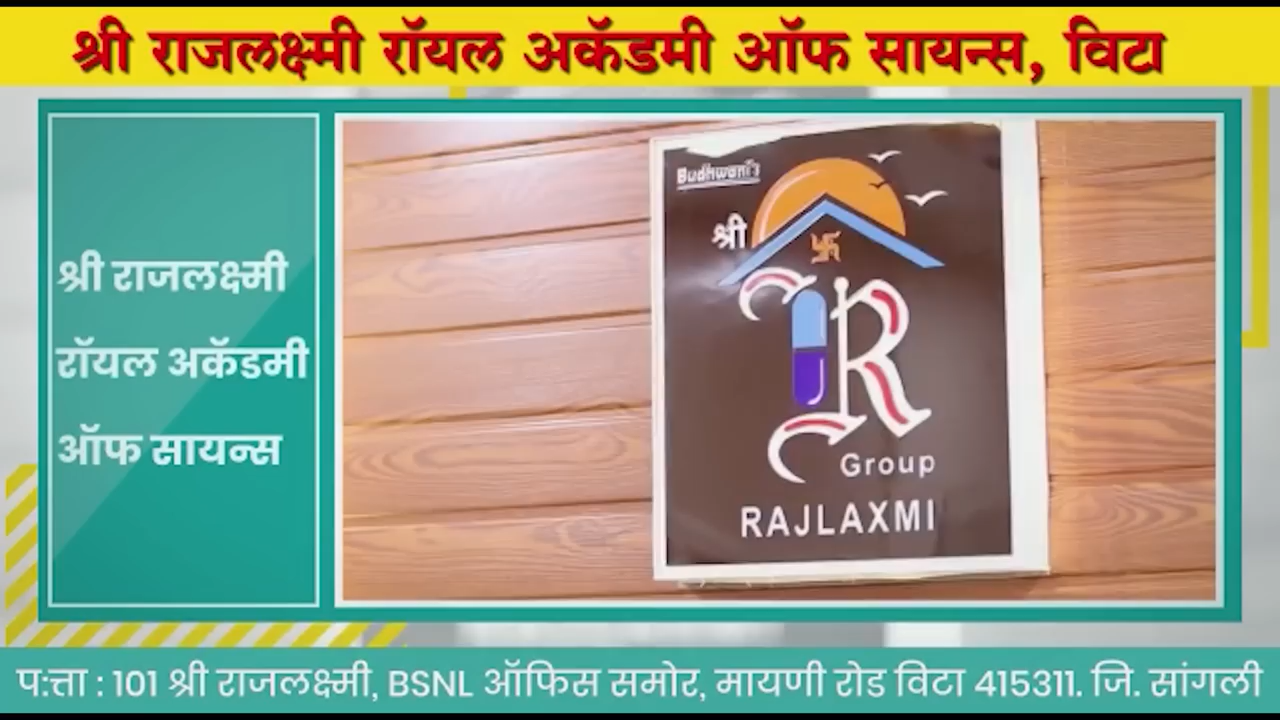 श्री राजलक्ष्मी रॉयल अकॅडमी ऑफ सायन्स, विटा
श्री राजलक्ष्मी
रॉयल अकॅडमी
ऑफ सायन्स
Budhwani's
श्री
R
Group
RAJLAXMI
प:त्ता : 101 श्री राजलक्ष्मी, BSNL ऑफिस समोर, मायणी रोड विटा 415311. जि. सांगली